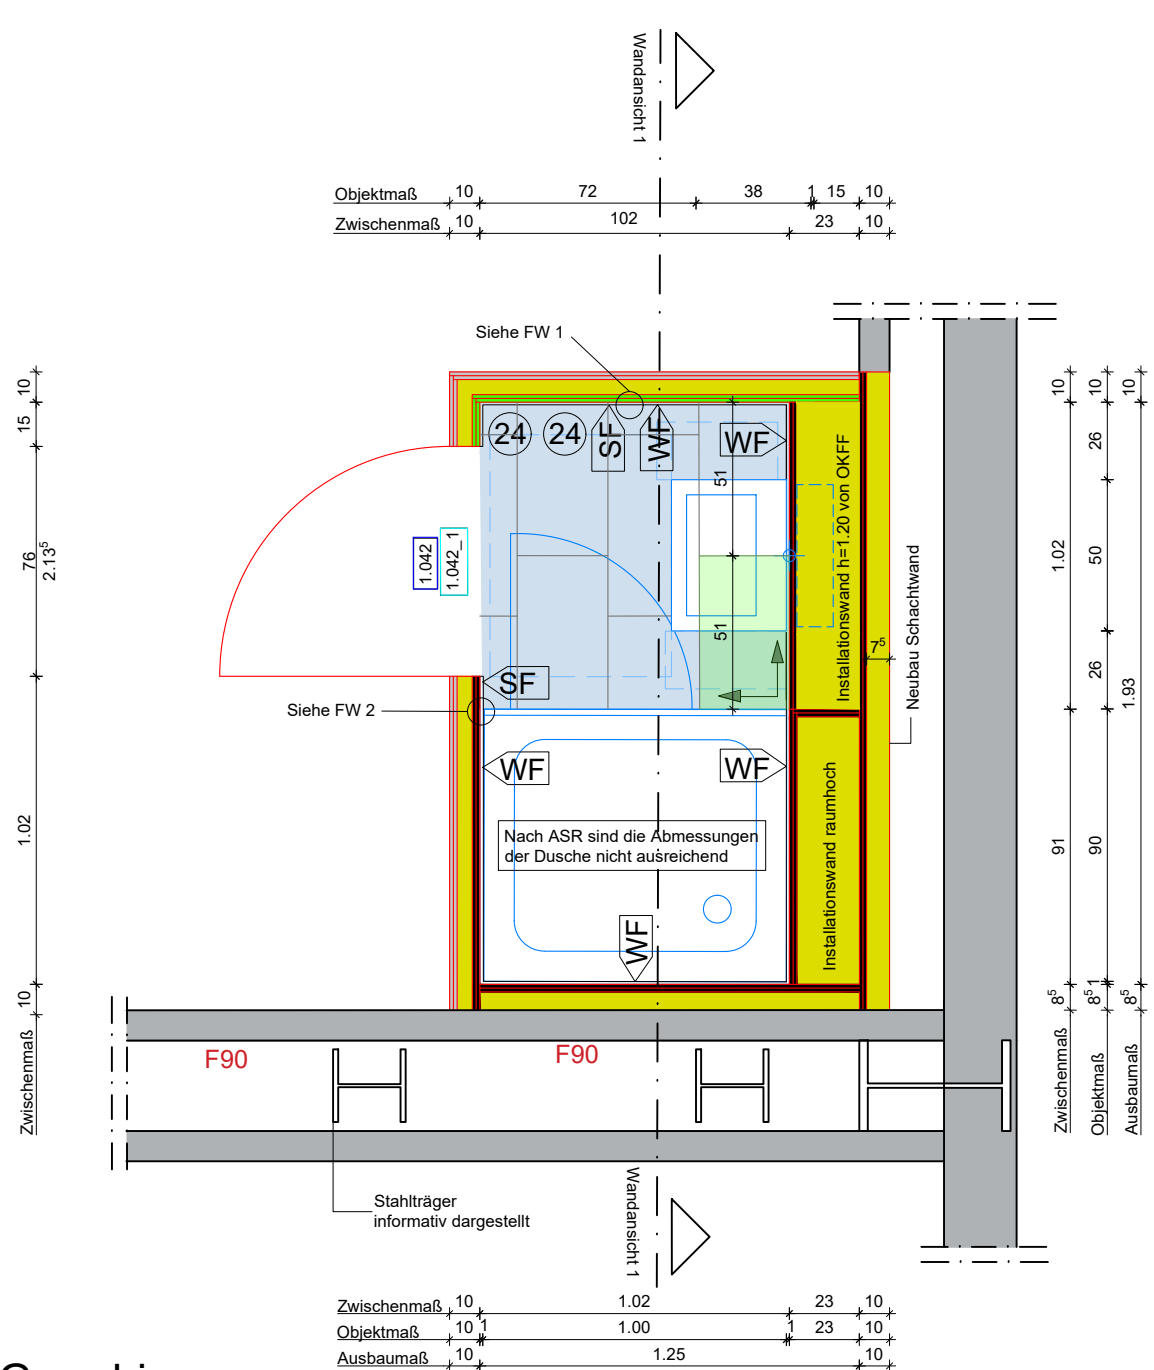 Wandansicht 1
Objektmaß 10 72 38 1 15 10
Zwischenmaß 10 102 23 10
Siehe FW 1
24 24 SF WF WF
51
51
1.042
1.042_1
Installationswand h=1.20 von OKFF
Neubau Schachtwand
7⁵
SF
Siehe FW 2
WF WF
Nach ASR sind die Abmessungen
der Dusche nicht ausreichend
Installationswand raumhoch
WF
10
15
76
2.13⁵
1.02
10
Zwischenmaß
10
1.02
91
8⁵
Zwischenmaß
10
26
50
26
90
1
8⁵
Objektmaß
10
1.93
8⁵
Ausbaumaß
F90 F90
Stahlträger
informativ dargestellt
Wandansicht 1
Zwischenmaß 10 1.02 23 10
Objektmaß 10 1 1.00 1 23 10
Ausbaumaß 10 1.25 10